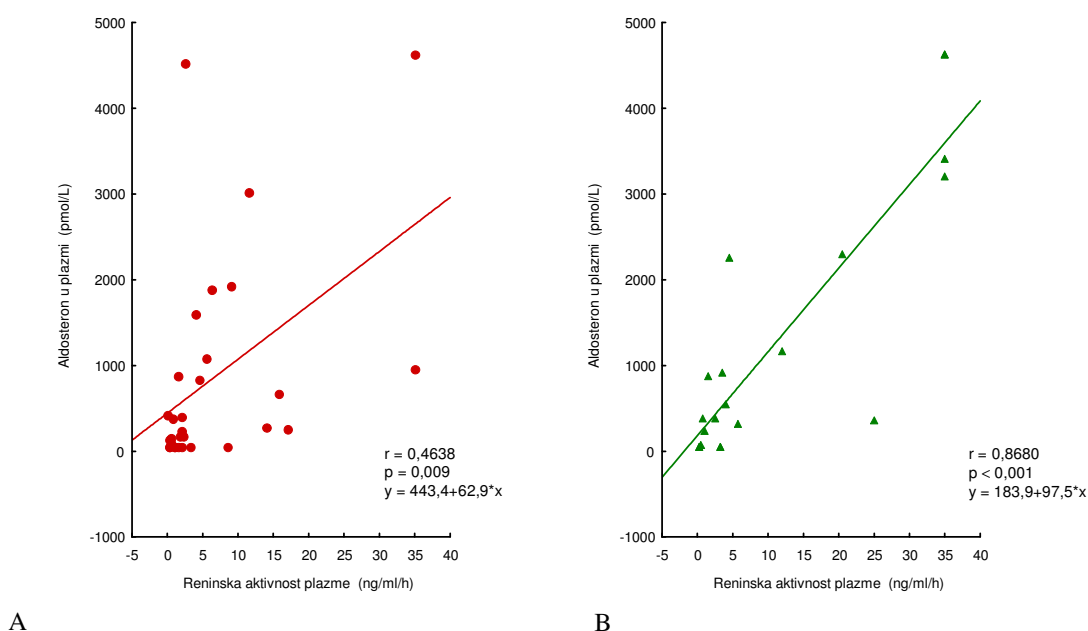 5000
4000
3000
2000
1000
0
-1000
Aldosteron u plazmi (pmol/L)
-5 0 5 10 15 20 25 30 35 40
Reninska aktivnost plazme (ng/ml/h)
r = 0,4638
p = 0,009
y = 443,4+62,9*x
A
5000
4000
3000
2000
1000
0
-1000
Aldosteron u plazmi (pmol/L)
-5 0 5 10 15 20 25 30 35 40
Reninska aktivnost plazme (ng/ml/h)
r = 0,8680
p < 0,001
y = 183,9+97,5*x
B